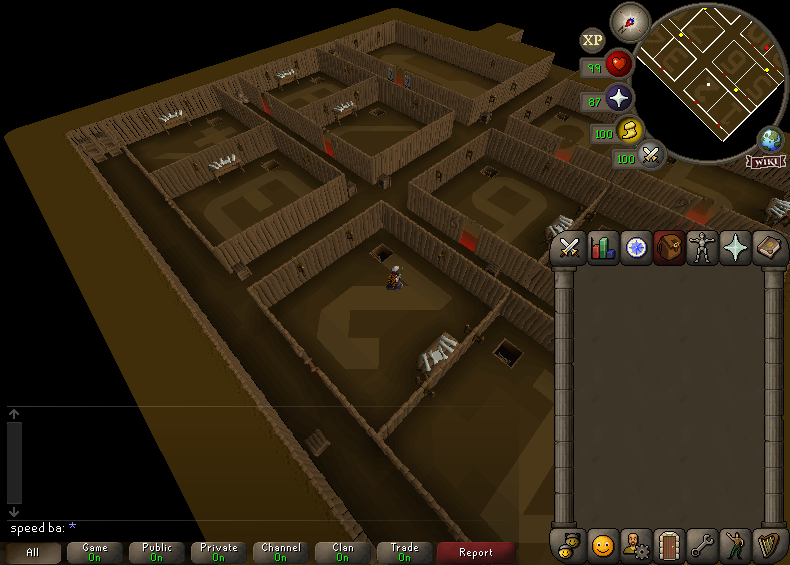 XP
99
87
100
100
WIKI
speed ba: *
All
Game
On
Public
On
Private
On
Channel
On
Clan
On
Trade
On
Report